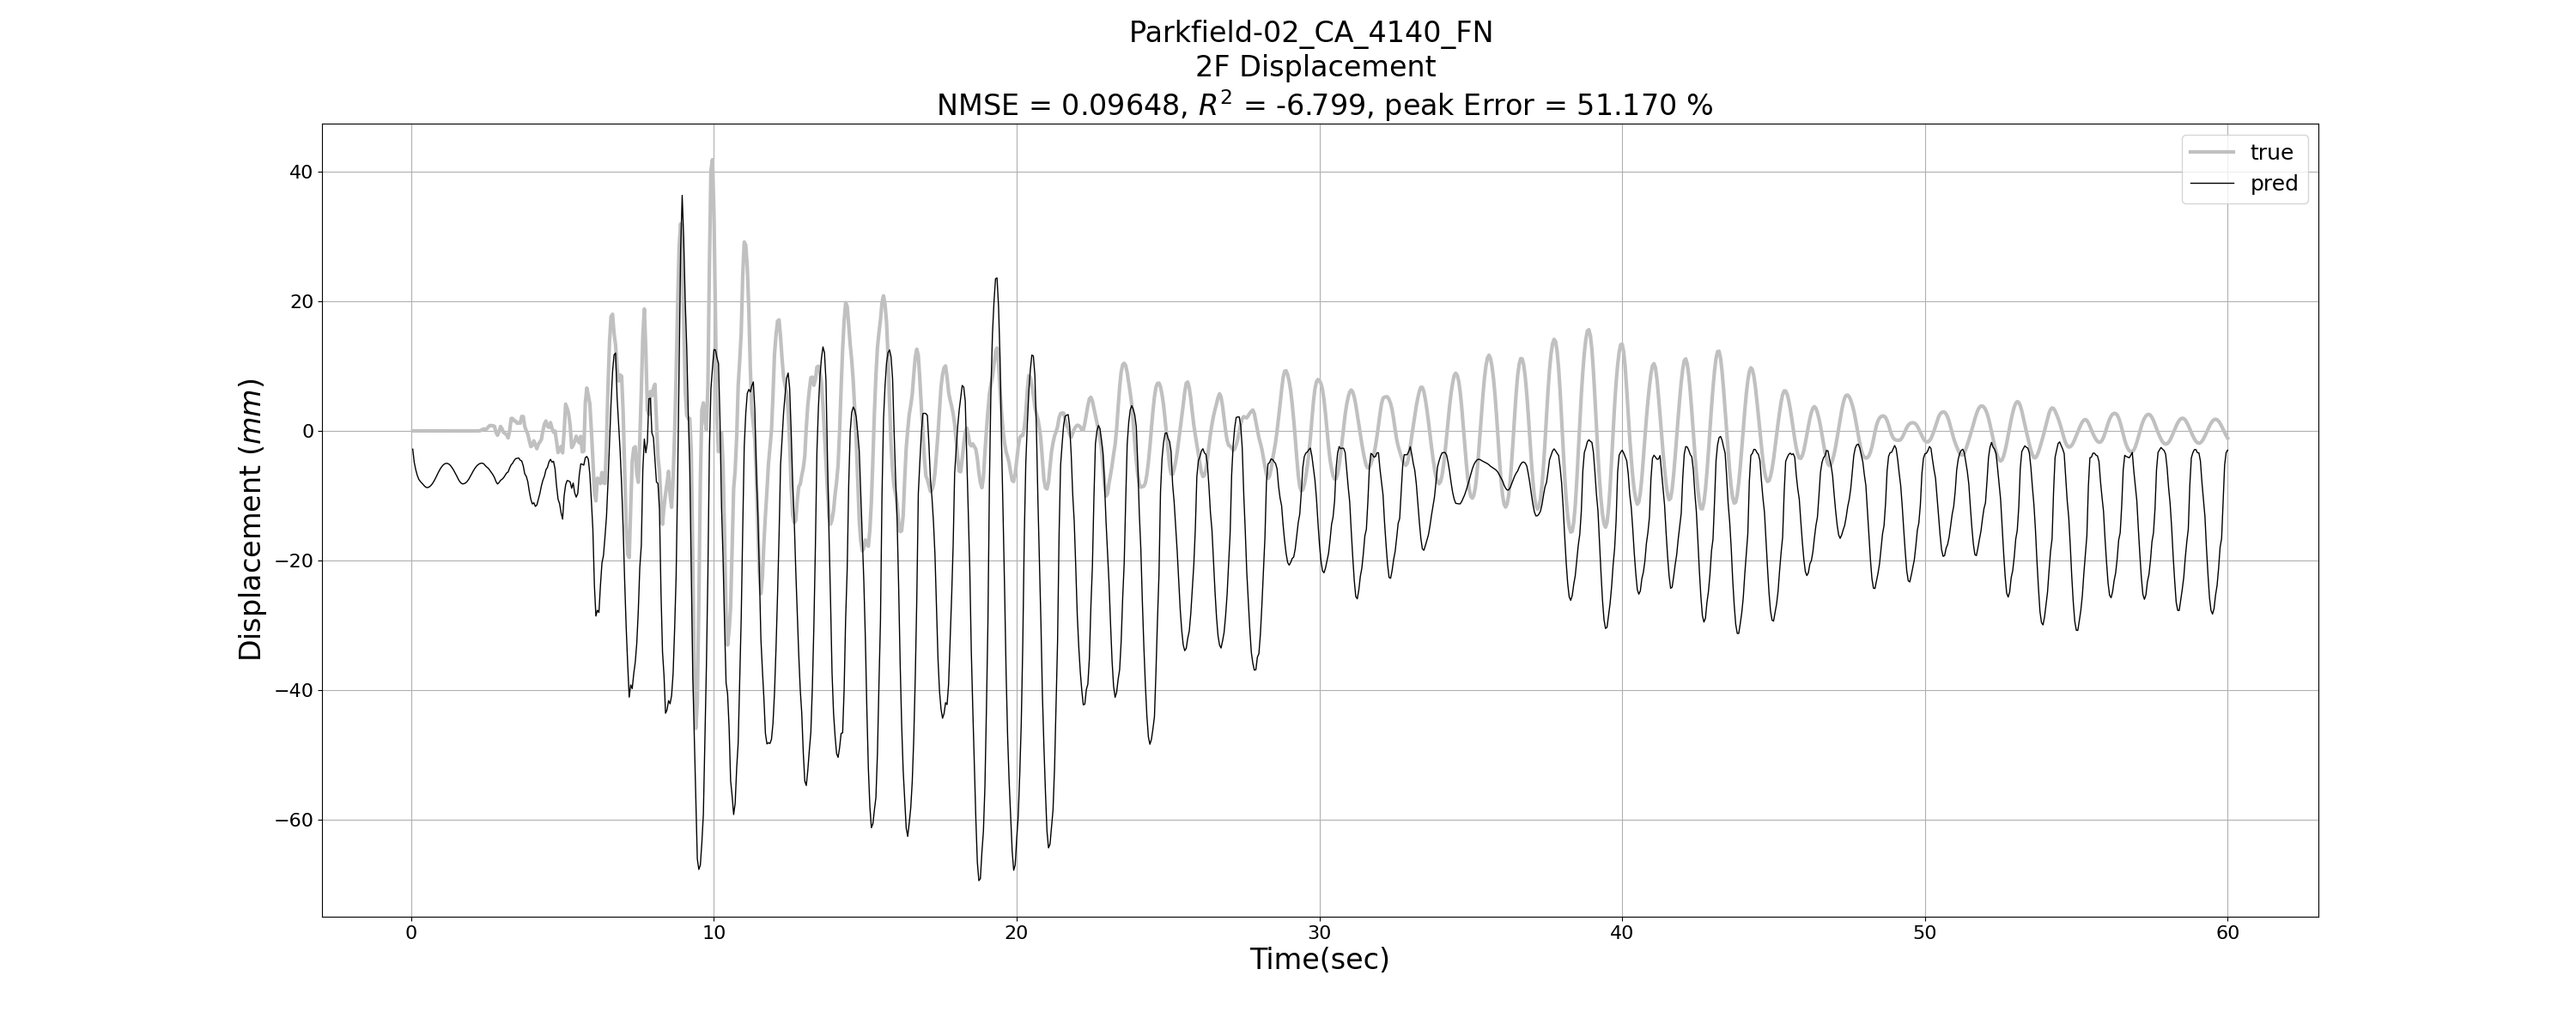 Parkfield-02_CA_4140_FN
2F Displacement
NMSE = 0.09648, R² = -6.799, peak Error = 51.170 %
true
pred
Displacement (mm)
40
20
0
−20
−40
−60
0 10 20 30 40 50 60
Time(sec)